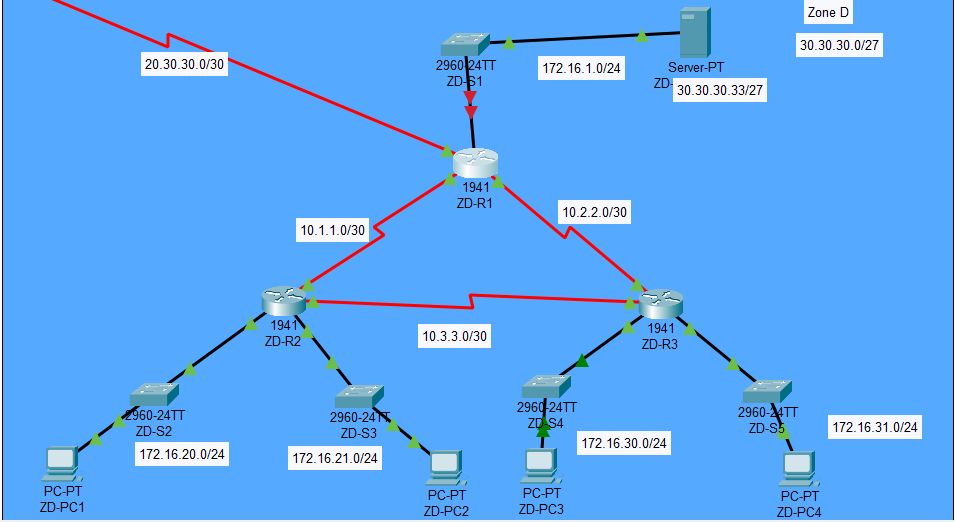 Zone D
30.30.30.0/27
20.30.30.0/30
2960-24TT
ZD-S1
172.16.1.0/24
Server-PT
ZD-
30.30.30.33/27
1941
ZD-R1
10.1.1.0/30
10.2.2.0/30
1941
ZD-R2
10.3.3.0/30
1941
ZD-R3
2960-24TT
ZD-S2
172.16.20.0/24
2960-24TT
ZD-S3
172.16.21.0/24
2960-24TT
ZD-S4
172.16.30.0/24
2960-24TT
ZD-S5
172.16.31.0/24
PC-PT
ZD-PC1
PC-PT
ZD-PC2
PC-PT
ZD-PC3
PC-PT
ZD-PC4